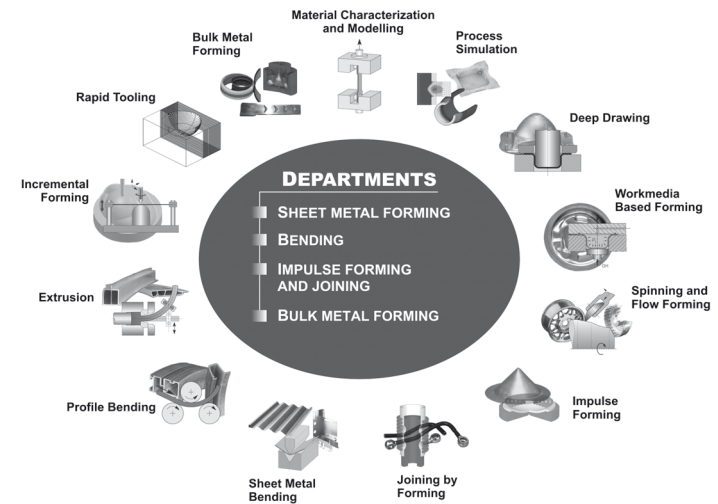 Material Characterization
and Modelling
Bulk Metal
Forming
Process
Simulation
Rapid Tooling
Deep Drawing
Incremental
Forming
Workmedia
Based Forming
Extrusion
Spinning and
Flow Forming
Profile Bending
Impulse
Forming
Sheet Metal
Bending
Joining by
Forming
DEPARTMENTS
SHEET METAL FORMING
BENDING
IMPULSE FORMING
AND JOINING
BULK METAL FORMING